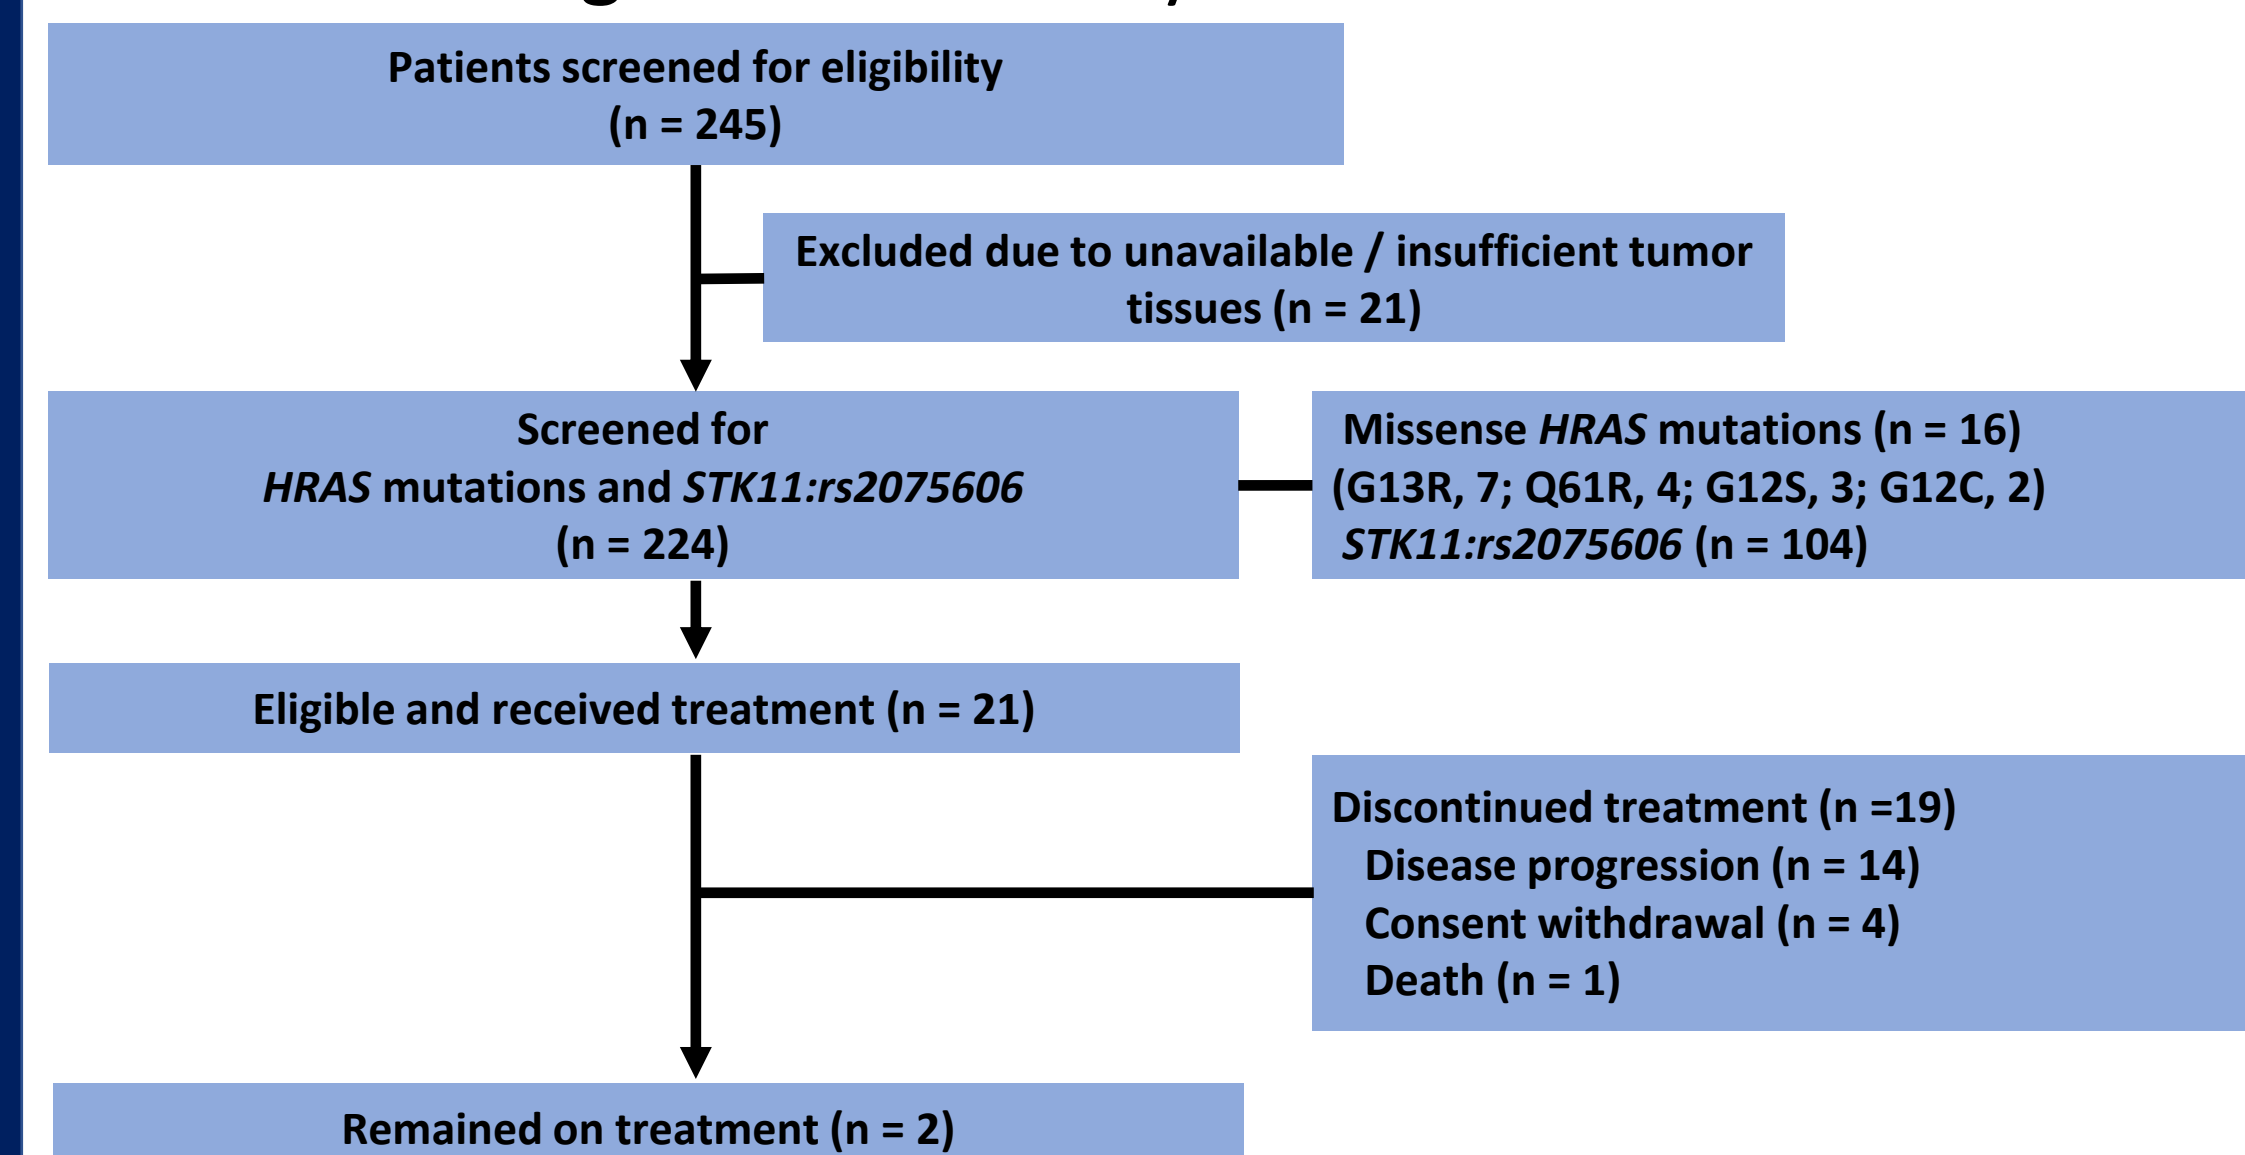 Patients screened for eligibility
(n = 245)
Excluded due to unavailable / insufficient tumor
tissues (n = 21)
Screened for
HRAS mutations and STK11:rs2075606
(n = 224)
Missense HRAS mutations (n = 16)
(G13R, 7; Q61R, 4; G12S, 3; G12C, 2)
STK11:rs2075606 (n = 104)
Eligible and received treatment (n = 21)
Discontinued treatment (n =19)
Disease progression (n = 14)
Consent withdrawal (n = 4)
Death (n = 1)
Remained on treatment (n = 2)